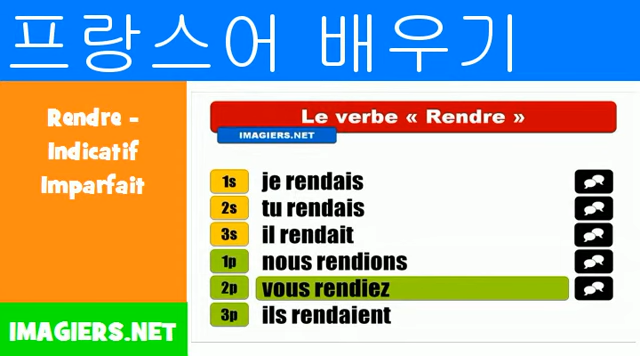 프랑스어 배우기
Rendre -
Indicatif
Imparfait
IMAGIERS.NET
Le verbe « Rendre »
IMAGIERS.NET
1s je rendais
2s tu rendais
3s il rendait
1p nous rendions
2p vous rendiez
3p ils rendaient